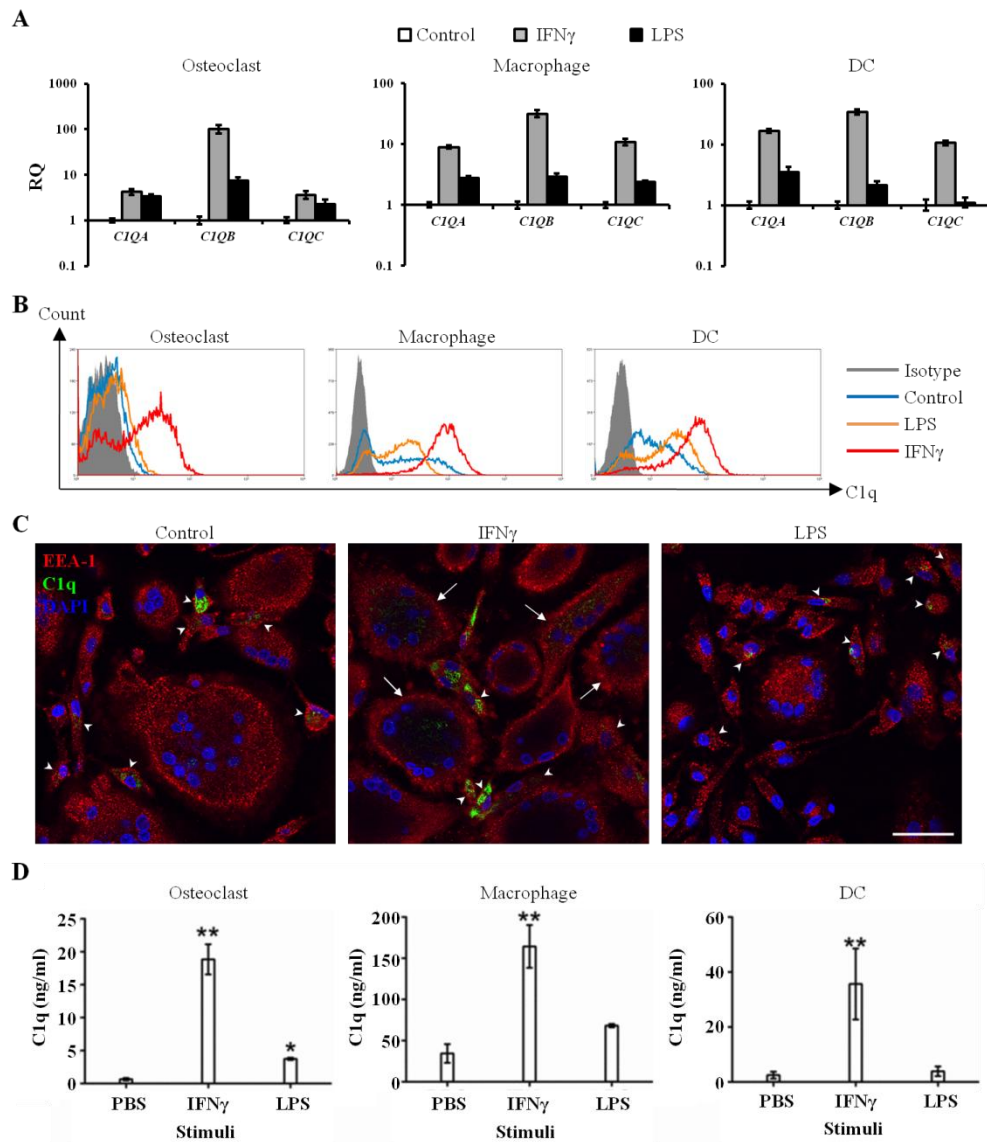 A
Control IFNγ LPS
Osteoclast Macrophage DC
RQ
1000
100
10
1
0.1
C1QA C1QB C1QC
100
10
1
0.1
C1QA C1QB C1QC
100
10
1
0.1
C1QA C1QB C1QC
B
Count
Osteoclast Macrophage DC
Isotype
Control
LPS
IFNγ
C1q
C
Control IFNγ LPS
EEA-1
C1q
DAPI
D
Osteoclast Macrophage DC
C1q (ng/ml)
25
20
15
10
5
0
**
*
PBS IFNγ LPS
Stimuli
C1q (ng/ml)
200
150
100
50
0
**
PBS IFNγ LPS
Stimuli
C1q (ng/ml)
60
40
20
0
**
PBS IFNγ LPS
Stimuli